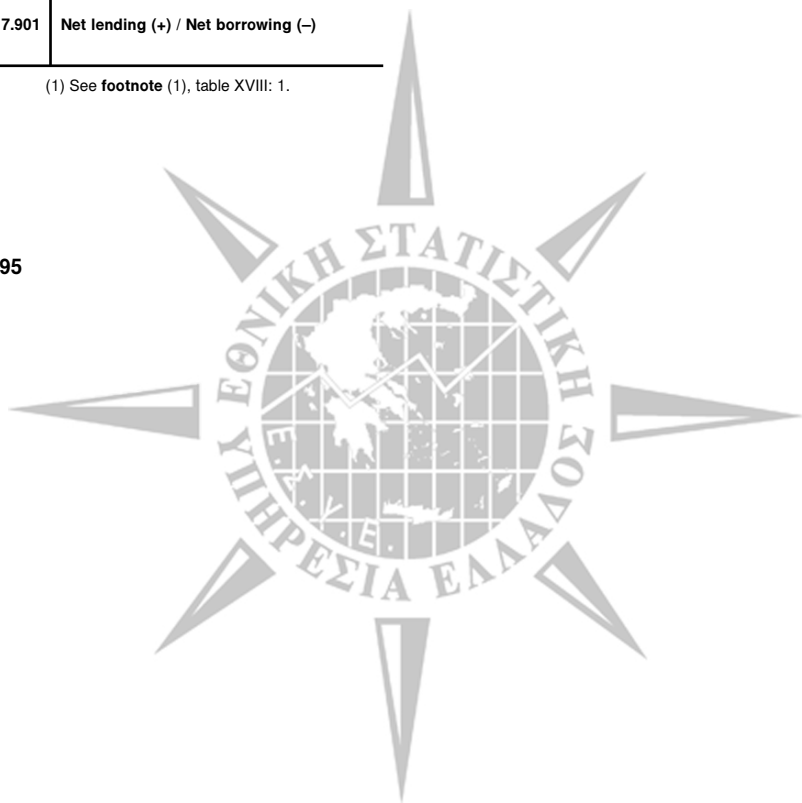 7.901 Net lending (+) / Net borrowing (–)
(1) See footnote (1), table XVIII: 1.
95
ΕΘΝΙΚΗ ΣΤΑΤΙΣΤΙΚΗ
ΥΠΗΡΕΣΙΑ ΕΛΛΑΔΟΣ
Ε.Σ.Υ.Ε.